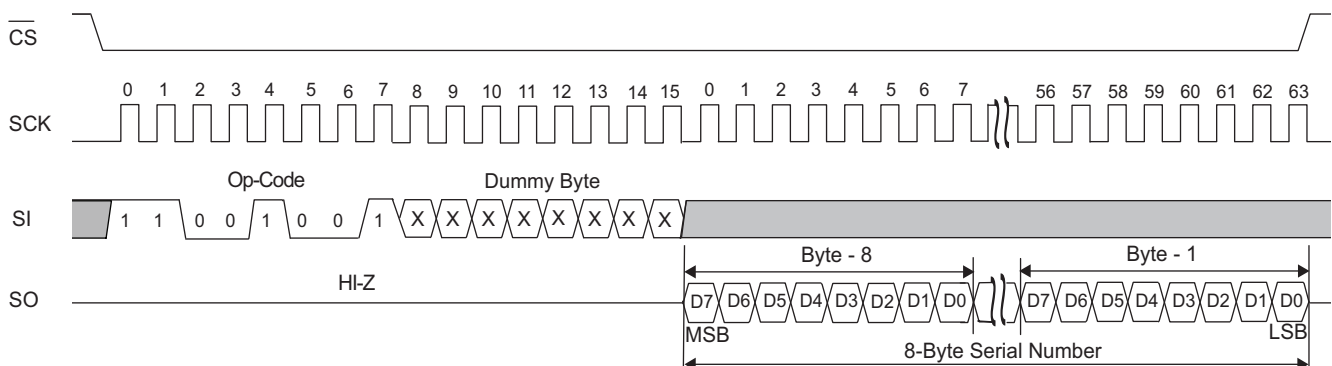 CS
0 1 2 3 4 5 6 7 8 9 10 11 12 13 14 15 0 1 2 3 4 5 6 7 56 57 58 59 60 61 62 63
SCK
Op-Code Dummy Byte
SI 1 1 0 0 1 0 0 1 X X X X X X X X
Byte - 8 Byte - 1
HI-Z
SO D7 D6 D5 D4 D3 D2 D1 D0 D7 D6 D5 D4 D3 D2 D1 D0
MSB LSB
8-Byte Serial Number